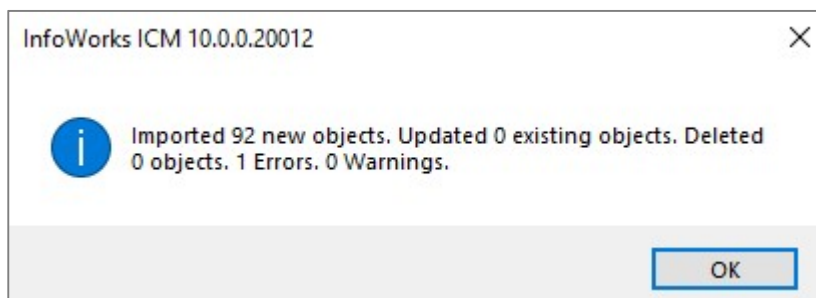 InfoWorks ICM 10.0.0.20012
Imported 92 new objects. Updated 0 existing objects. Deleted
0 objects. 1 Errors. 0 Warnings.
OK